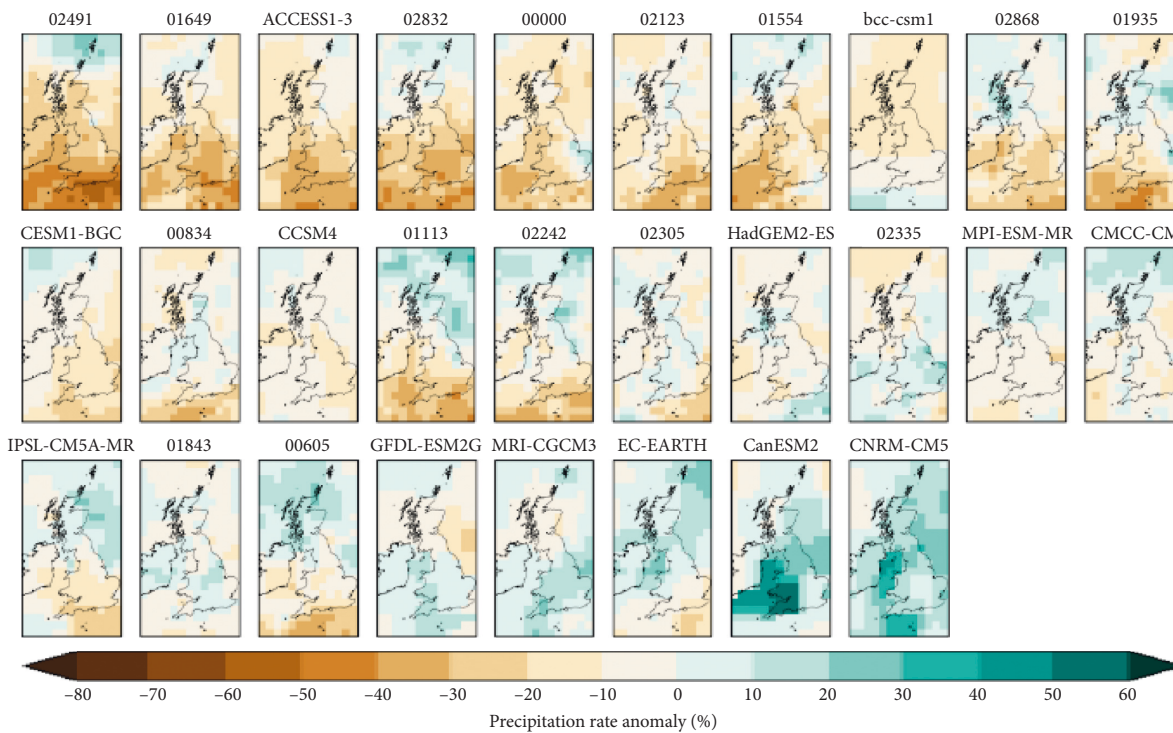 02491 01649 ACCESS1-3 02832 00000 02123 01554 bcc-csm1 02868 01935
CESM1-BGC 00834 CCSM4 01113 02242 02305 HadGEM2-ES 02335 MPI-ESM-MR CMCC-CM
IPSL-CM5A-MR 01843 00605 GFDL-ESM2G MRI-CGCM3 EC-EARTH CanESM2 CNRM-CM5
–80 –70 –60 –50 –40 –30 –20 –10 0 10 20 30 40 50 60
Precipitation rate anomaly (%)